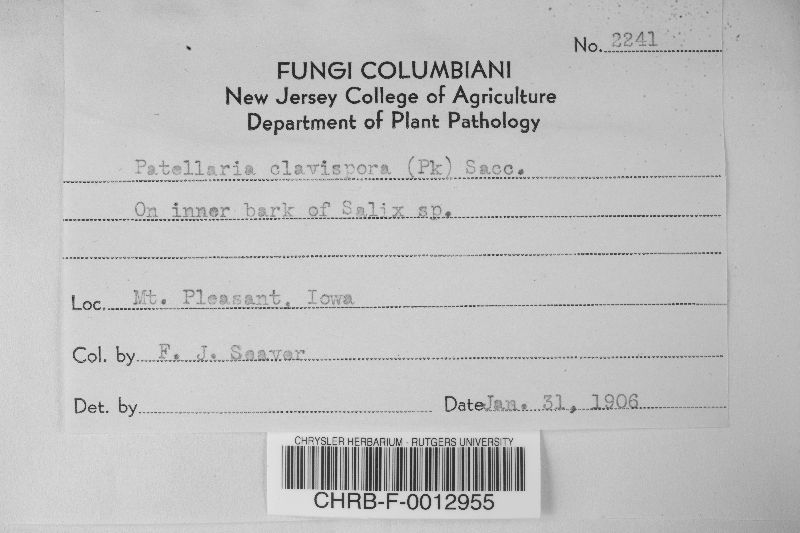 No. 2241
FUNGI COLUMBIANI
New Jersey College of Agriculture
Department of Plant Pathology
Patellaria clavispora (Pk) Sacc.
On inner bark of Salix sp.
Loc. Mt. Pleasant, Iowa
Col. by F. J. Seaver
Det. by
Date Jan. 31, 1906
CHRYSLER HERBARIUM - RUTGERS UNIVERSITY
CHRB-F-0012955